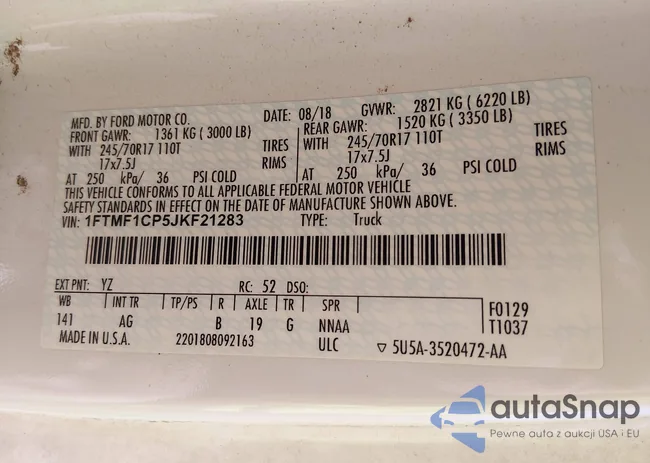 MFD. BY FORD MOTOR CO. DATE: 08/18 GVWR: 2821 KG ( 6220 LB)
FRONT GAWR: 1361 KG ( 3000 LB) REAR GAWR: 1520 KG ( 3350 LB)
WITH 245/70R17 110T TIRES WITH 245/70R17 110T TIRES
17x7.5J RIMS 17x7.5J RIMS
AT 250 kPa/ 36 PSI COLD AT 250 kPa/ 36 PSI COLD
THIS VEHICLE CONFORMS TO ALL APPLICABLE FEDERAL MOTOR VEHICLE
SAFETY STANDARDS IN EFFECT ON THE DATE OF MANUFACTURE SHOWN ABOVE.
VIN: 1FTMF1CP5JKF21283 TYPE: Truck
EXT PNT: YZ RC: 52 DSO:
WB INT TR TP/PS R AXLE TR SPR F0129
141 AG B 19 G NNAA T1037
MADE IN U.S.A. 2201808092163 ULC ▽ 5U5A-3520472-AA
autaSnap
Pewne auta z aukcji USA i EU